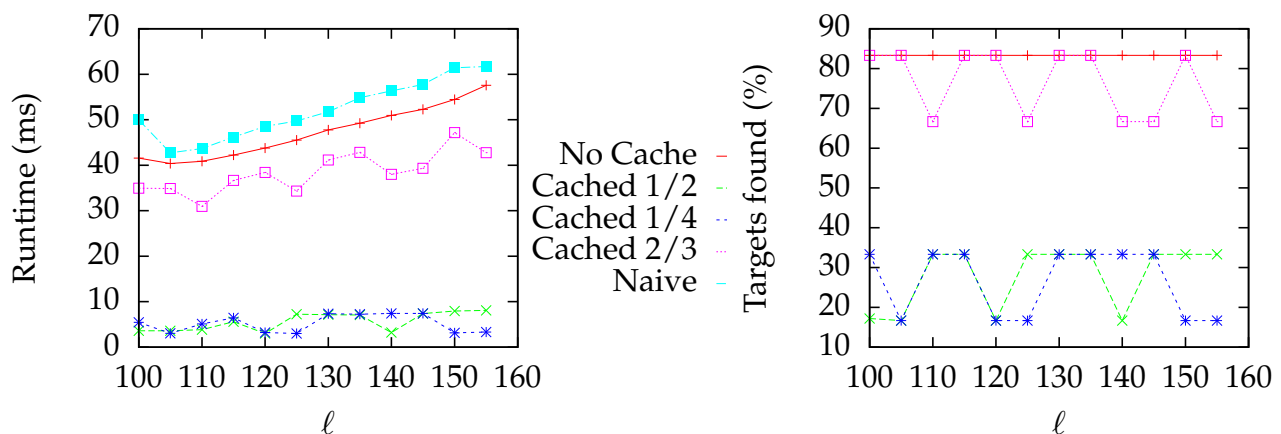 Runtime (ms)
70
60
50
40
30
20
10
0
100 110 120 130 140 150 160
ℓ
No Cache
Cached 1/2
Cached 1/4
Cached 2/3
Naive
Targets found (%)
90
80
70
60
50
40
30
20
10
100 110 120 130 140 150 160
ℓ